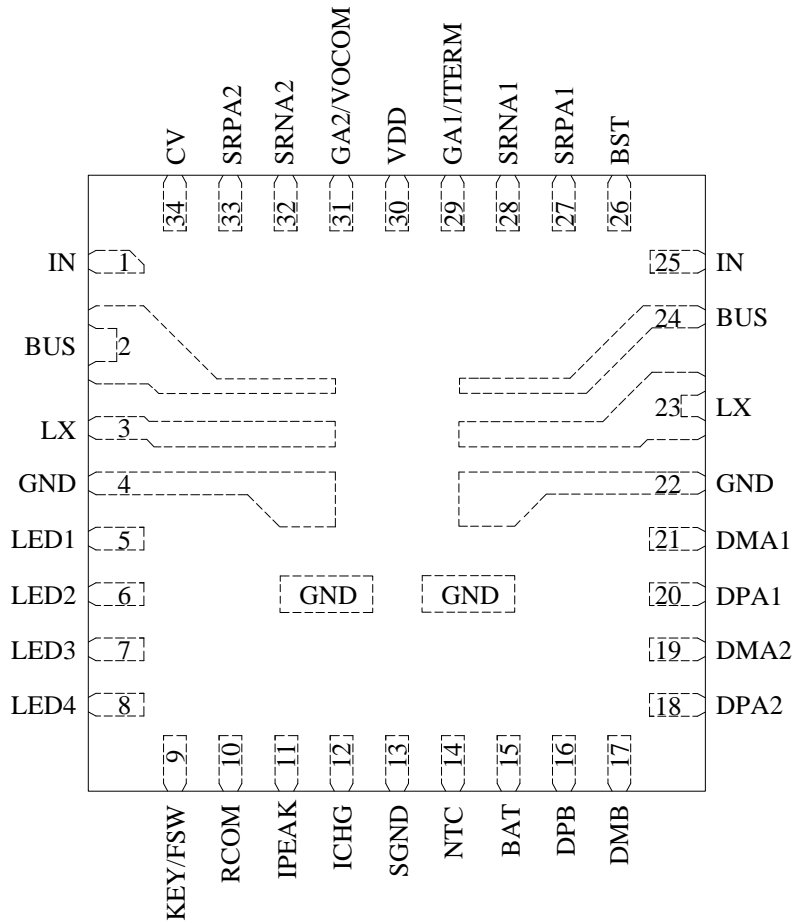 CV
SRPA2
SRNA2
GA2/VOCOM
VDD
GA1/ITERM
SRNA1
SRPA1
BST
34
33
32
31
30
29
28
27
26
IN 1
25 IN
BUS 2
24 BUS
LX 3
23 LX
GND 4
22 GND
LED1 5
21 DMA1
LED2 6
GND
GND
20 DPA1
LED3 7
19 DMA2
LED4 8
18 DPA2
9
10
11
12
13
14
15
16
17
KEY/FSW
RCOM
IPEAK
ICHG
SGND
NTC
BAT
DPB
DMB